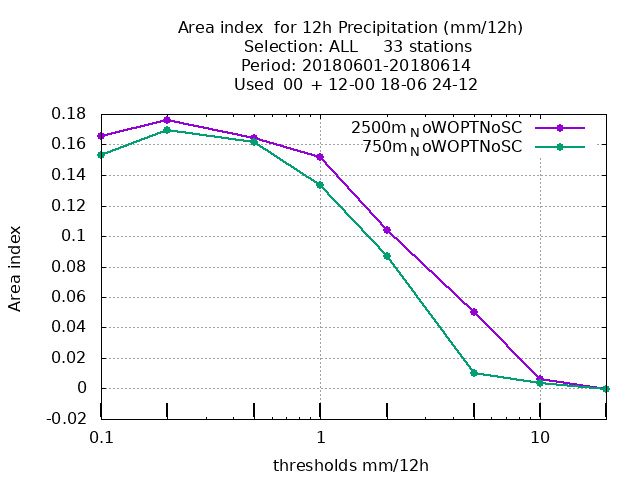 Area index  for 12h Precipitation (mm/12h)
Selection: ALL     33 stations
Period: 20180601-20180614
Used  00  + 12-00 18-06 24-12
2500m_NoWOPTNoSC
750m_NoWOPTNoSC
0.18
0.16
0.14
0.12
0.1
0.08
0.06
0.04
0.02
0
-0.02
Area index
0.1 1 10
thresholds mm/12h